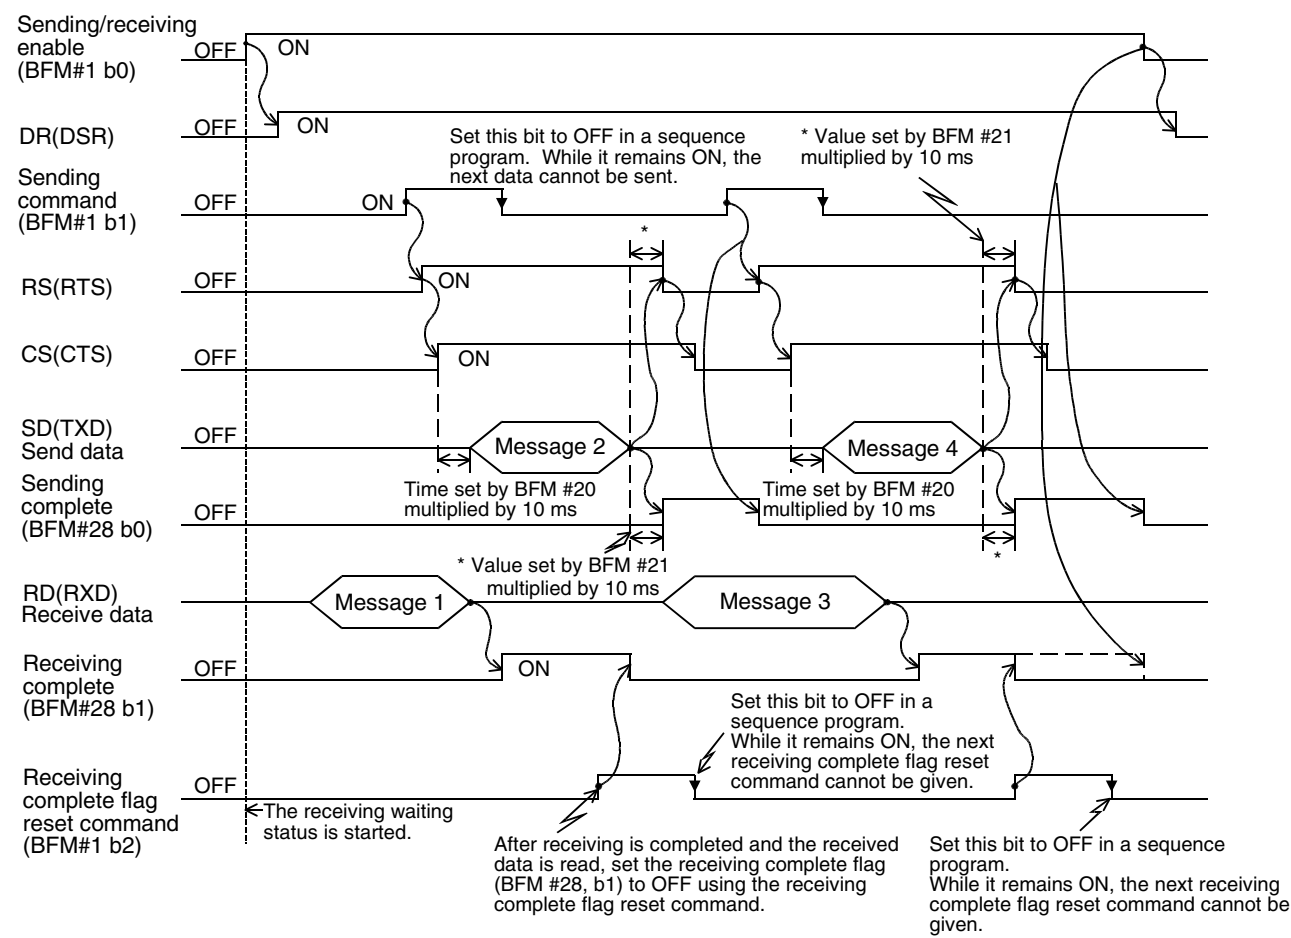 Sending/receiving
enable
(BFM#1 b0)
OFF
ON
DR(DSR)
OFF
ON
Set this bit to OFF in a sequence
program. While it remains ON, the
next data cannot be sent.
* Value set by BFM #21
multiplied by 10 ms
Sending
command
(BFM#1 b1)
OFF
ON
*
RS(RTS)
OFF
ON
CS(CTS)
OFF
ON
SD(TXD)
Send data
OFF
Message 2
Message 4
Time set by BFM #20
multiplied by 10 ms
Time set by BFM #20
multiplied by 10 ms
Sending
complete
(BFM#28 b0)
OFF
* Value set by BFM #21
multiplied by 10 ms
*
RD(RXD)
Receive data
OFF
Message 1
Message 3
Receiving
complete
(BFM#28 b1)
OFF
ON
Set this bit to OFF in a
sequence program.
While it remains ON, the next
receiving complete flag reset
command cannot be given.
Receiving
complete flag
reset command
(BFM#1 b2)
OFF
The receiving waiting
status is started.
After receiving is completed and the received
data is read, set the receiving complete flag
(BFM #28, b1) to OFF using the receiving
complete flag reset command.
Set this bit to OFF in a sequence
program.
While it remains ON, the next receiving
complete flag reset command cannot be
given.